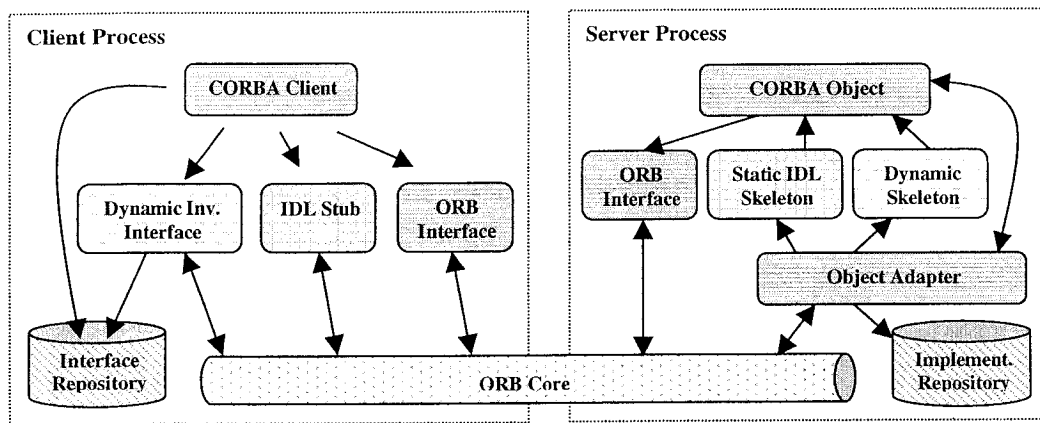 Client Process
CORBA Client
Dynamic Inv.
Interface
IDL Stub
ORB
Interface
Interface
Repository
Server Process
CORBA Object
ORB
Interface
Static IDL
Skeleton
Dynamic
Skeleton
Object Adapter
Implement.
Repository
ORB Core